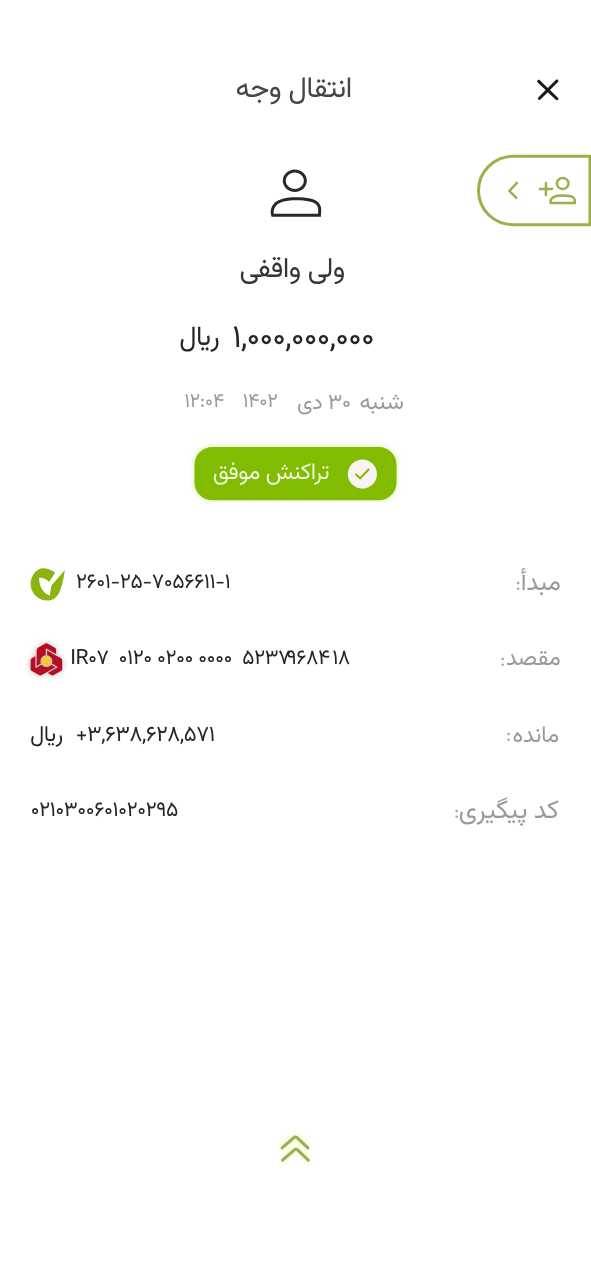 انتقال وجه
ولی واقفی
۱,۰۰۰,۰۰۰,۰۰۰ ریال
شنبه ۳۰ دی ۱۴۰۲ ۱۲:۰۴
تراکنش موفق
مبدأ: ۲۶۰۱-۲۵-۷۰۵۶۶۱۱-۱
مقصد: IR۰۷ ۰۱۲۰ ۰۲۰۰ ۰۰۰۰ ۵۲۳۷۹۶۸۴۱۸
مانده: +۳,۶۳۸,۶۲۸,۵۷۱ ریال
کد پیگیری: ۰۲۱۰۳۰۰۶۰۱۰۲۰۲۹۵